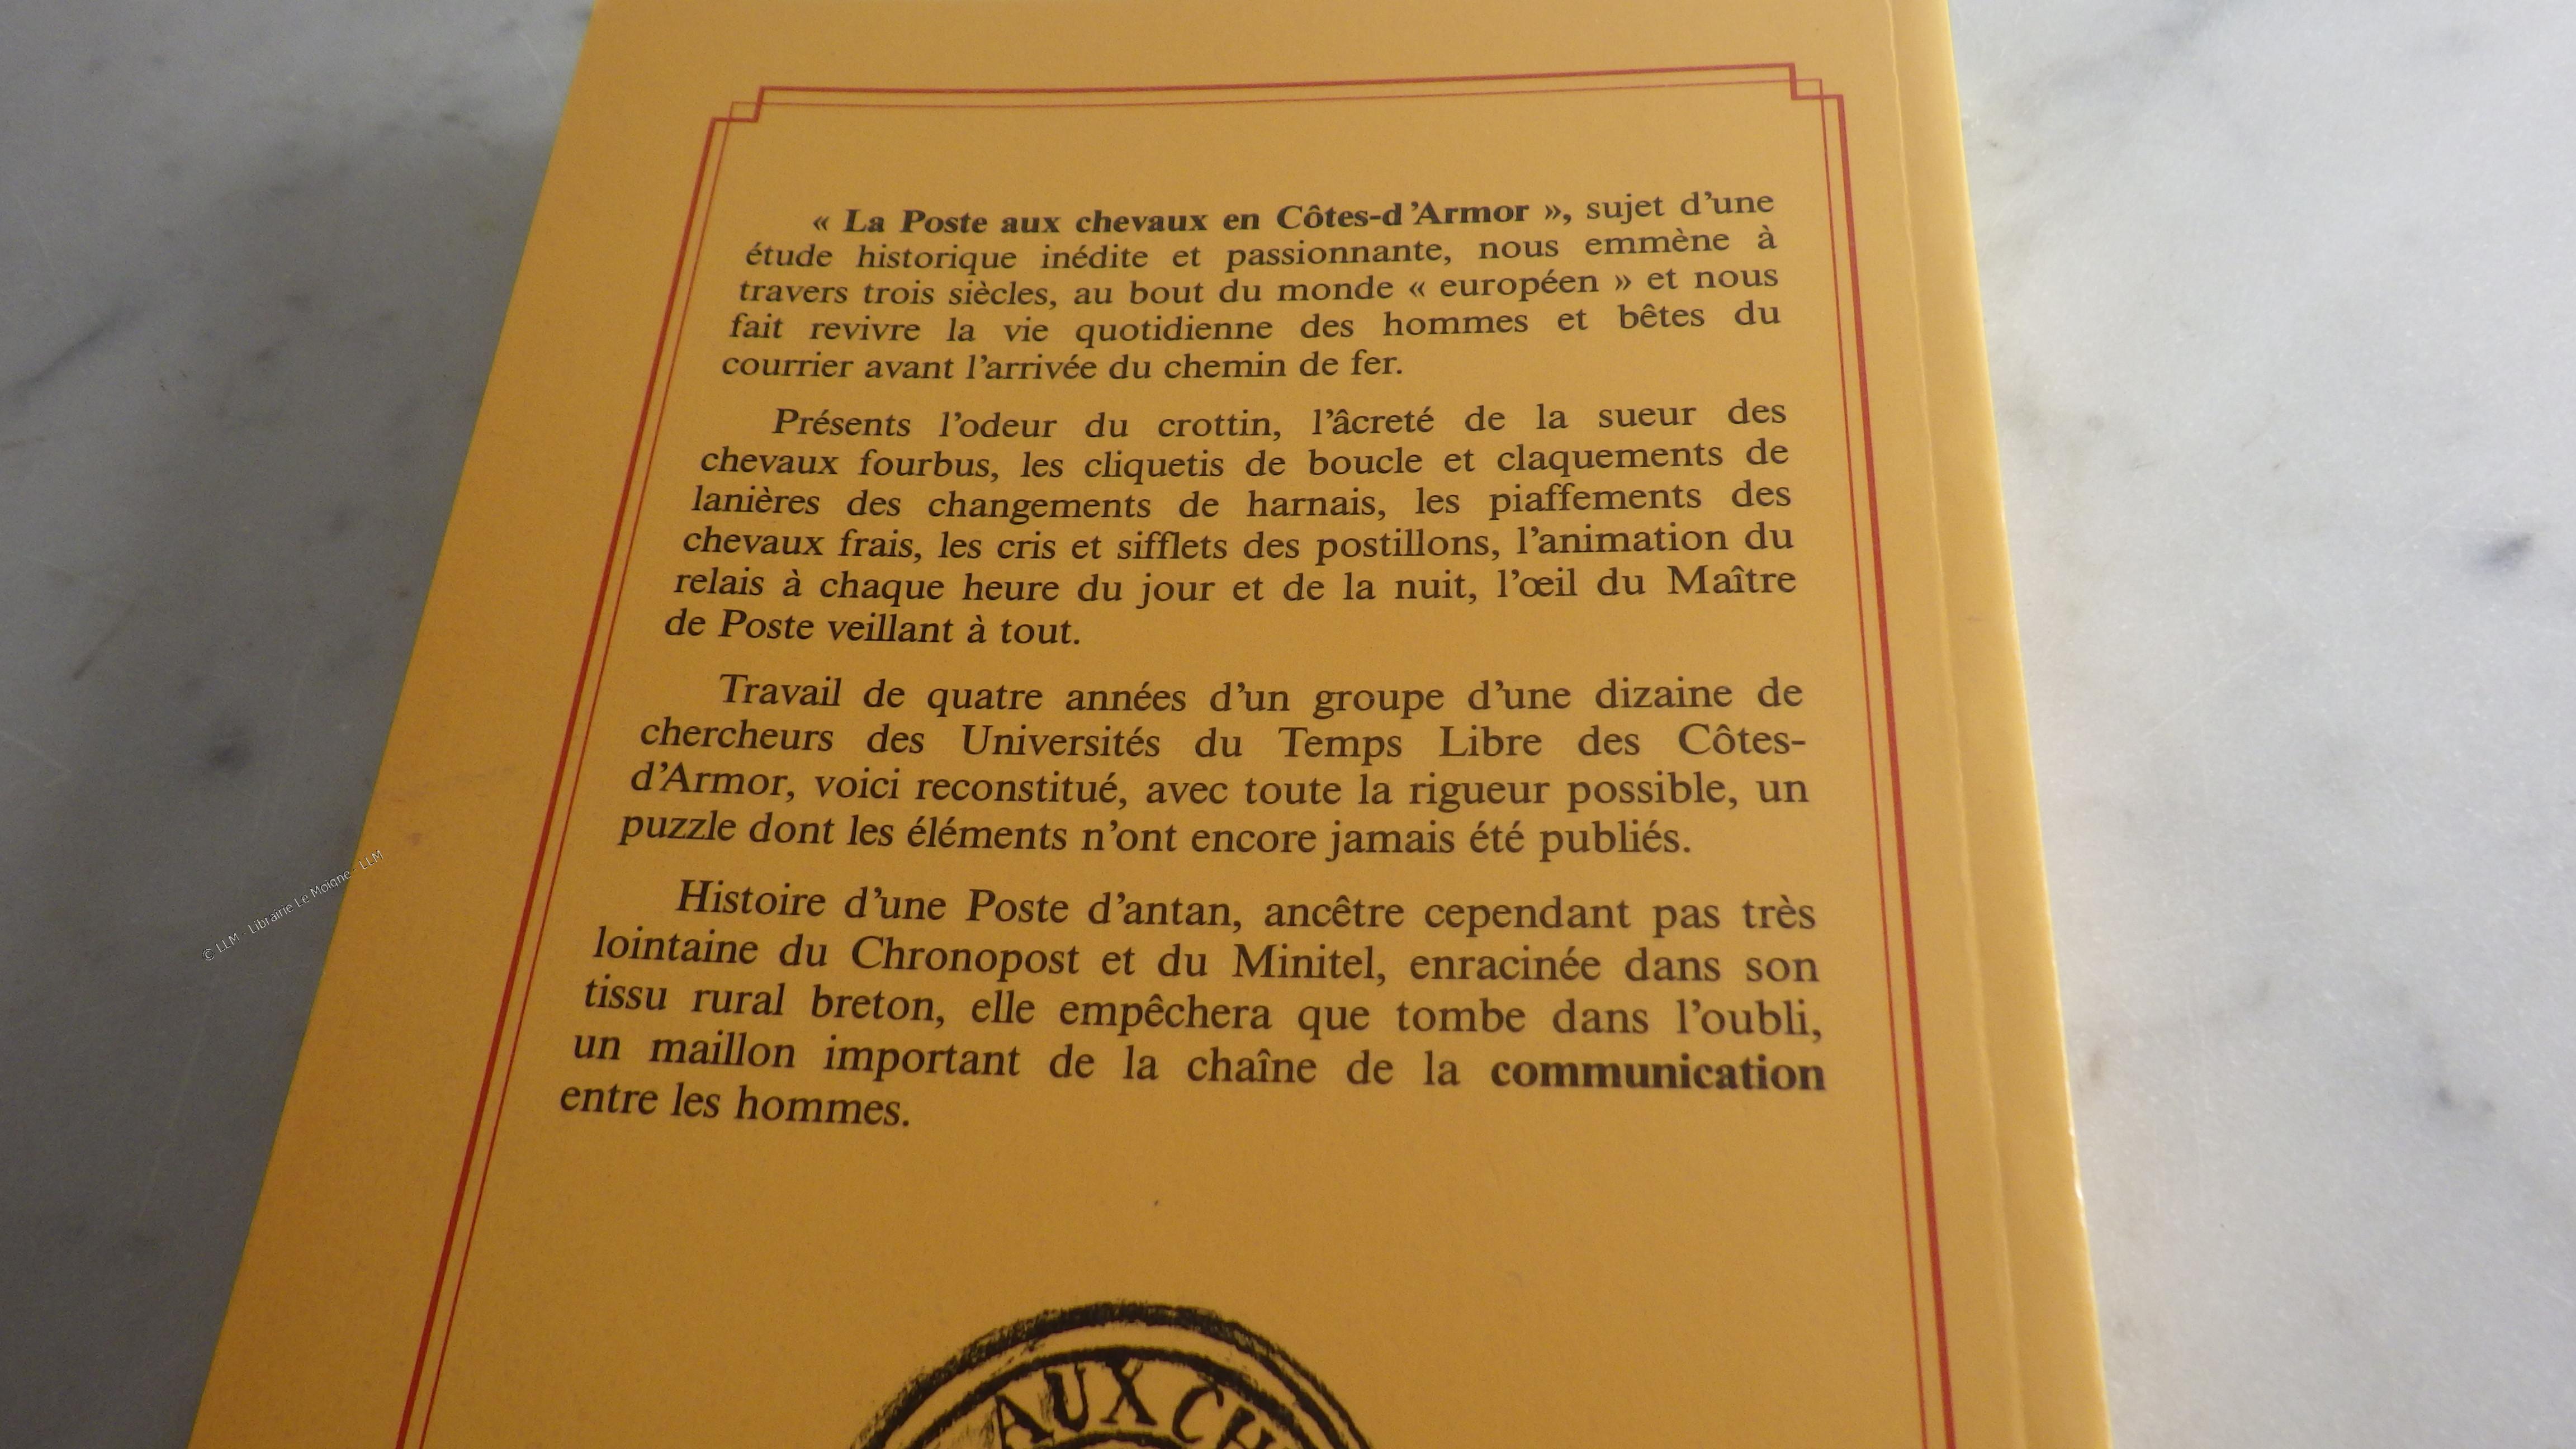 « La Poste aux chevaux en Côtes-d'Armor », sujet d'une
étude historique inédite et passionnante, nous emmène à
travers trois siècles, au bout du monde « européen » et nous
fait revivre la vie quotidienne des hommes et bêtes du
courrier avant l'arrivée du chemin de fer.
Présents l'odeur du crottin, l'âcreté de la sueur des
chevaux fourbus, les cliquetis de boucle et claquements de
lanières des changements de harnais, les piaffements des
chevaux frais, les cris et sifflets des postillons, l'animation du
relais à chaque heure du jour et de la nuit, l'œil du Maître
de Poste veillant à tout.
Travail de quatre années d'un groupe d'une dizaine de
chercheurs des Universités du Temps Libre des Côtes-
d'Armor, voici reconstitué, avec toute la rigueur possible, un
puzzle dont les éléments n'ont encore jamais été publiés.
Histoire d'une Poste d'antan, ancêtre cependant pas très
lointaine du Chronopost et du Minitel, enracinée dans son
tissu rural breton, elle empêchera que tombe dans l'oubli,
un maillon important de la chaîne de la communication
entre les hommes.
AUX CH
© LLM - Librairie Le Moigne - LLM